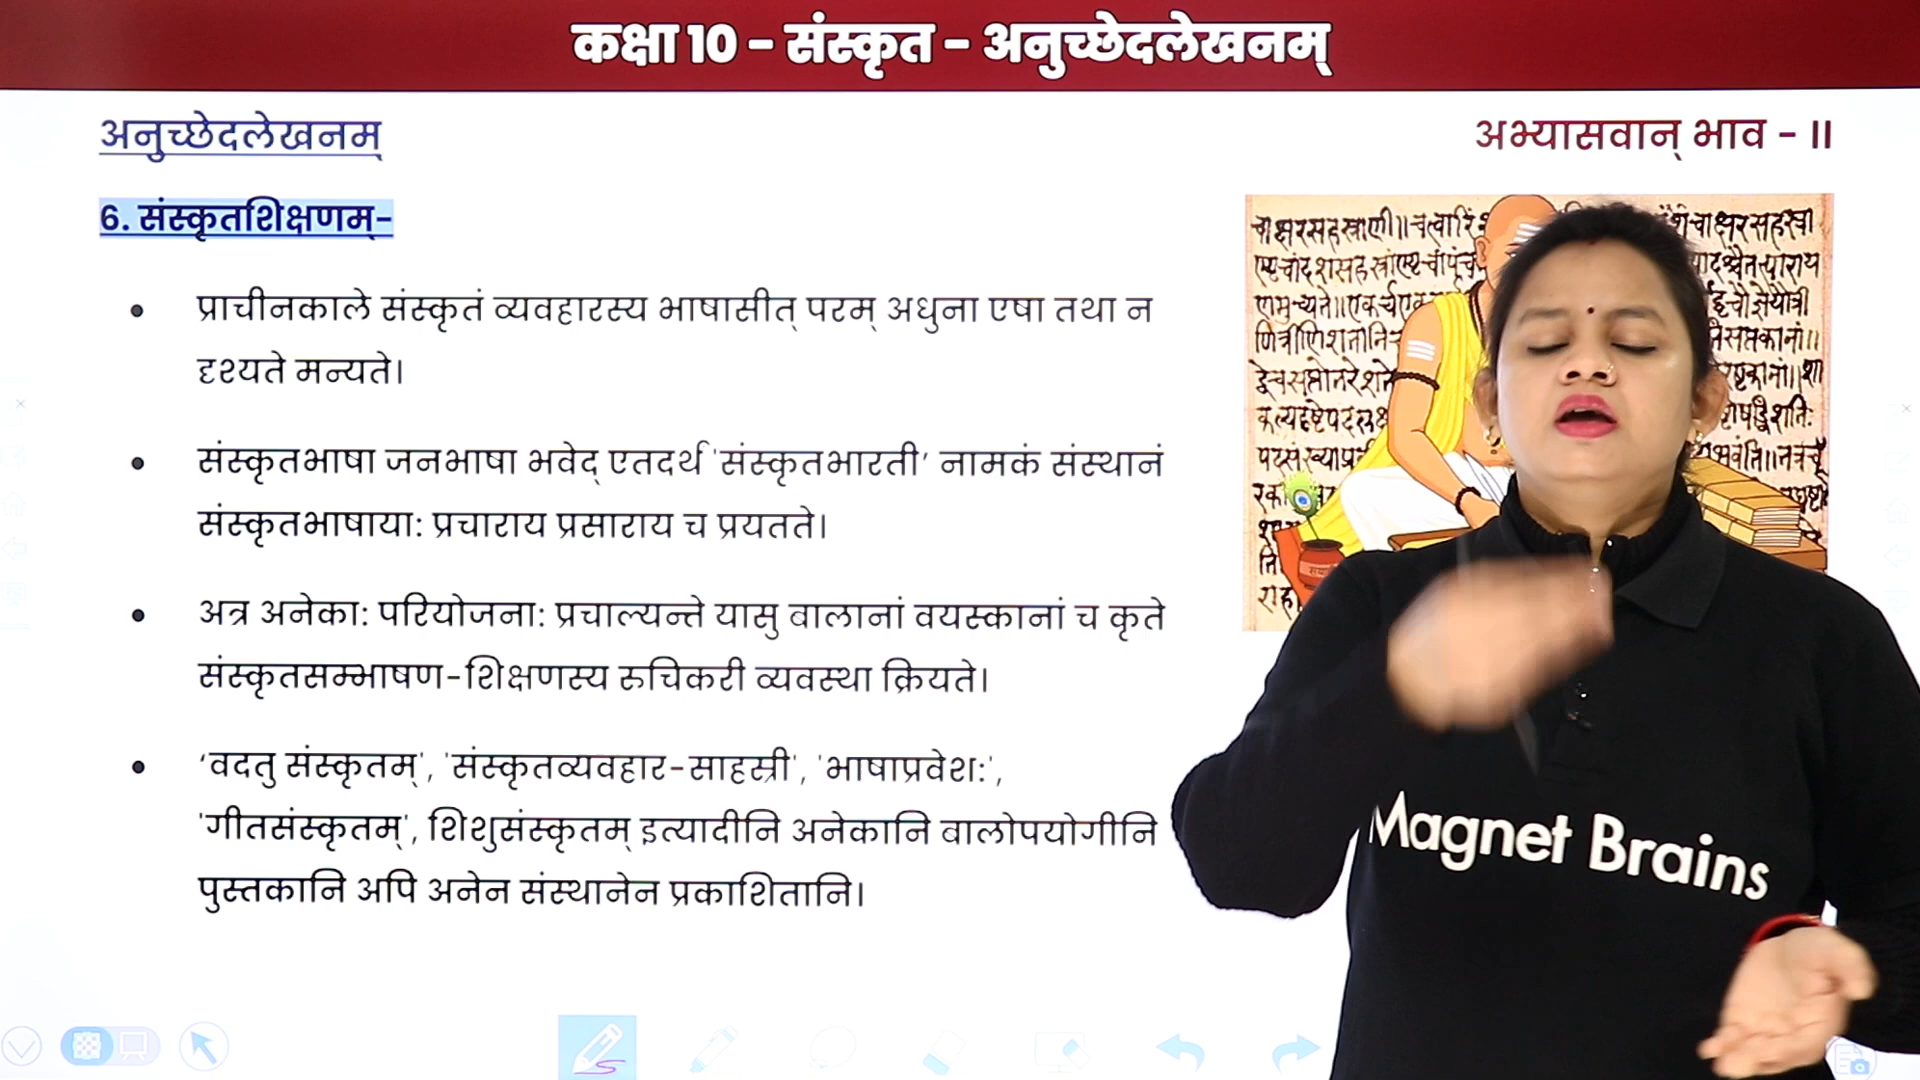 कक्षा 10 - संस्कृत - अनुच्छेदलेखनम्
अनुच्छेदलेखनम्
अभ्यासवान् भाव - II
6. संस्कृतशिक्षणम्-
• प्राचीनकाले संस्कृतं व्यवहारस्य भाषासीत् परम् अधुना एषा तथा न
दृश्यते मन्यते।
• संस्कृतभाषा जनभाषा भवेद् एतदर्थ 'संस्कृतभारती’ नामकं संस्थानं
संस्कृतभाषाया: प्रचाराय प्रसाराय च प्रयतते।
• अत्र अनेका: परियोजना: प्रचाल्यन्ते यासु बालानां वयस्कानां च कृते
संस्कृतसम्भाषण-शिक्षणस्य रुचिकरी व्यवस्था क्रियते।
• ‘वदतु संस्कृतम्', 'संस्कृतव्यवहार-साहस्री', 'भाषाप्रवेश:',
'गीतसंस्कृतम्', शिशुसंस्कृतम् इत्यादीनि अनेकानि बालोपयोगीनि
पुस्तकानि अपि अनेन संस्थानेन प्रकाशितानि।
Magnet Brains